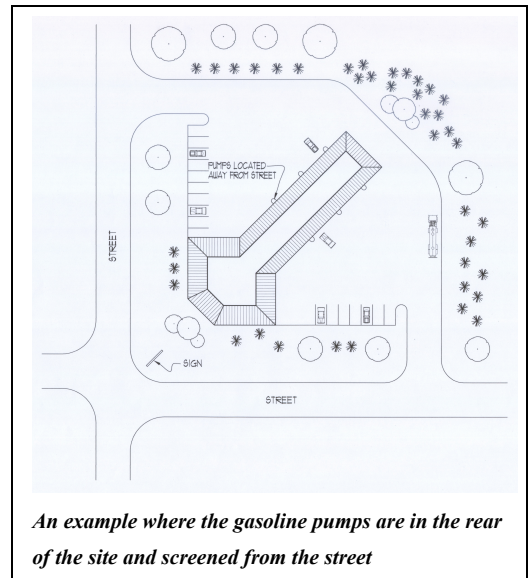 PUMPS LOCATED
AWAY FROM STREET
STREET
SIGN
STREET
An example where the gasoline pumps are in the rear
of the site and screened from the street